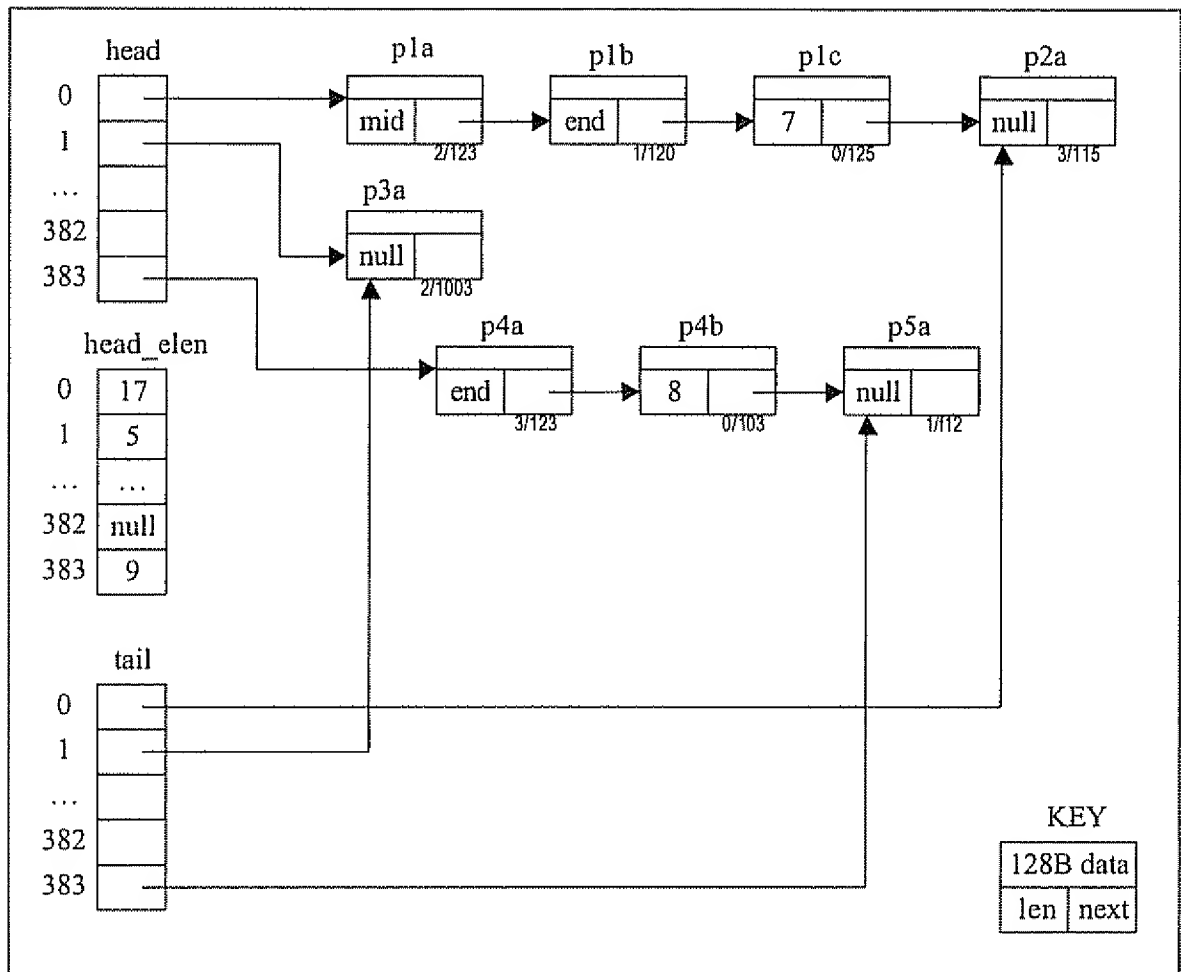 head
p1a
p1b
p1c
p2a
0
mid
end
7
null
2/123
1/120
0/125
3/115
1
...
p3a
382
null
383
2/1003
p4a
p4b
p5a
head_elen
end
8
null
0
17
3/123
0/103
1/112
1
5
...
...
382
null
383
9
tail
0
1
...
382
383
KEY
128B data
len
next